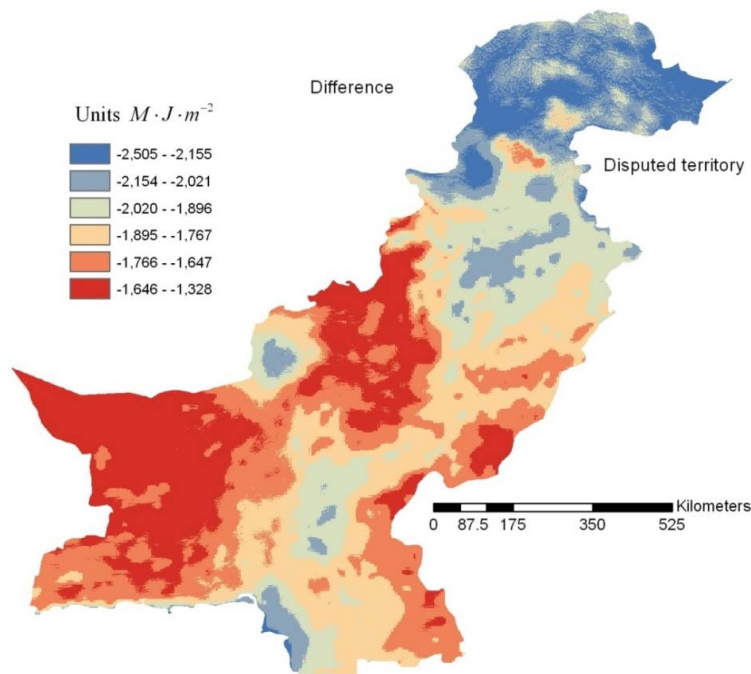 Difference
Units M · J · m⁻²
Disputed territory
-2,505 - -2,155
-2,154 - -2,021
-2,020 - -1,896
-1,895 - -1,767
-1,766 - -1,647
-1,646 - -1,328
Kilometers
0 87.5 175 350 525